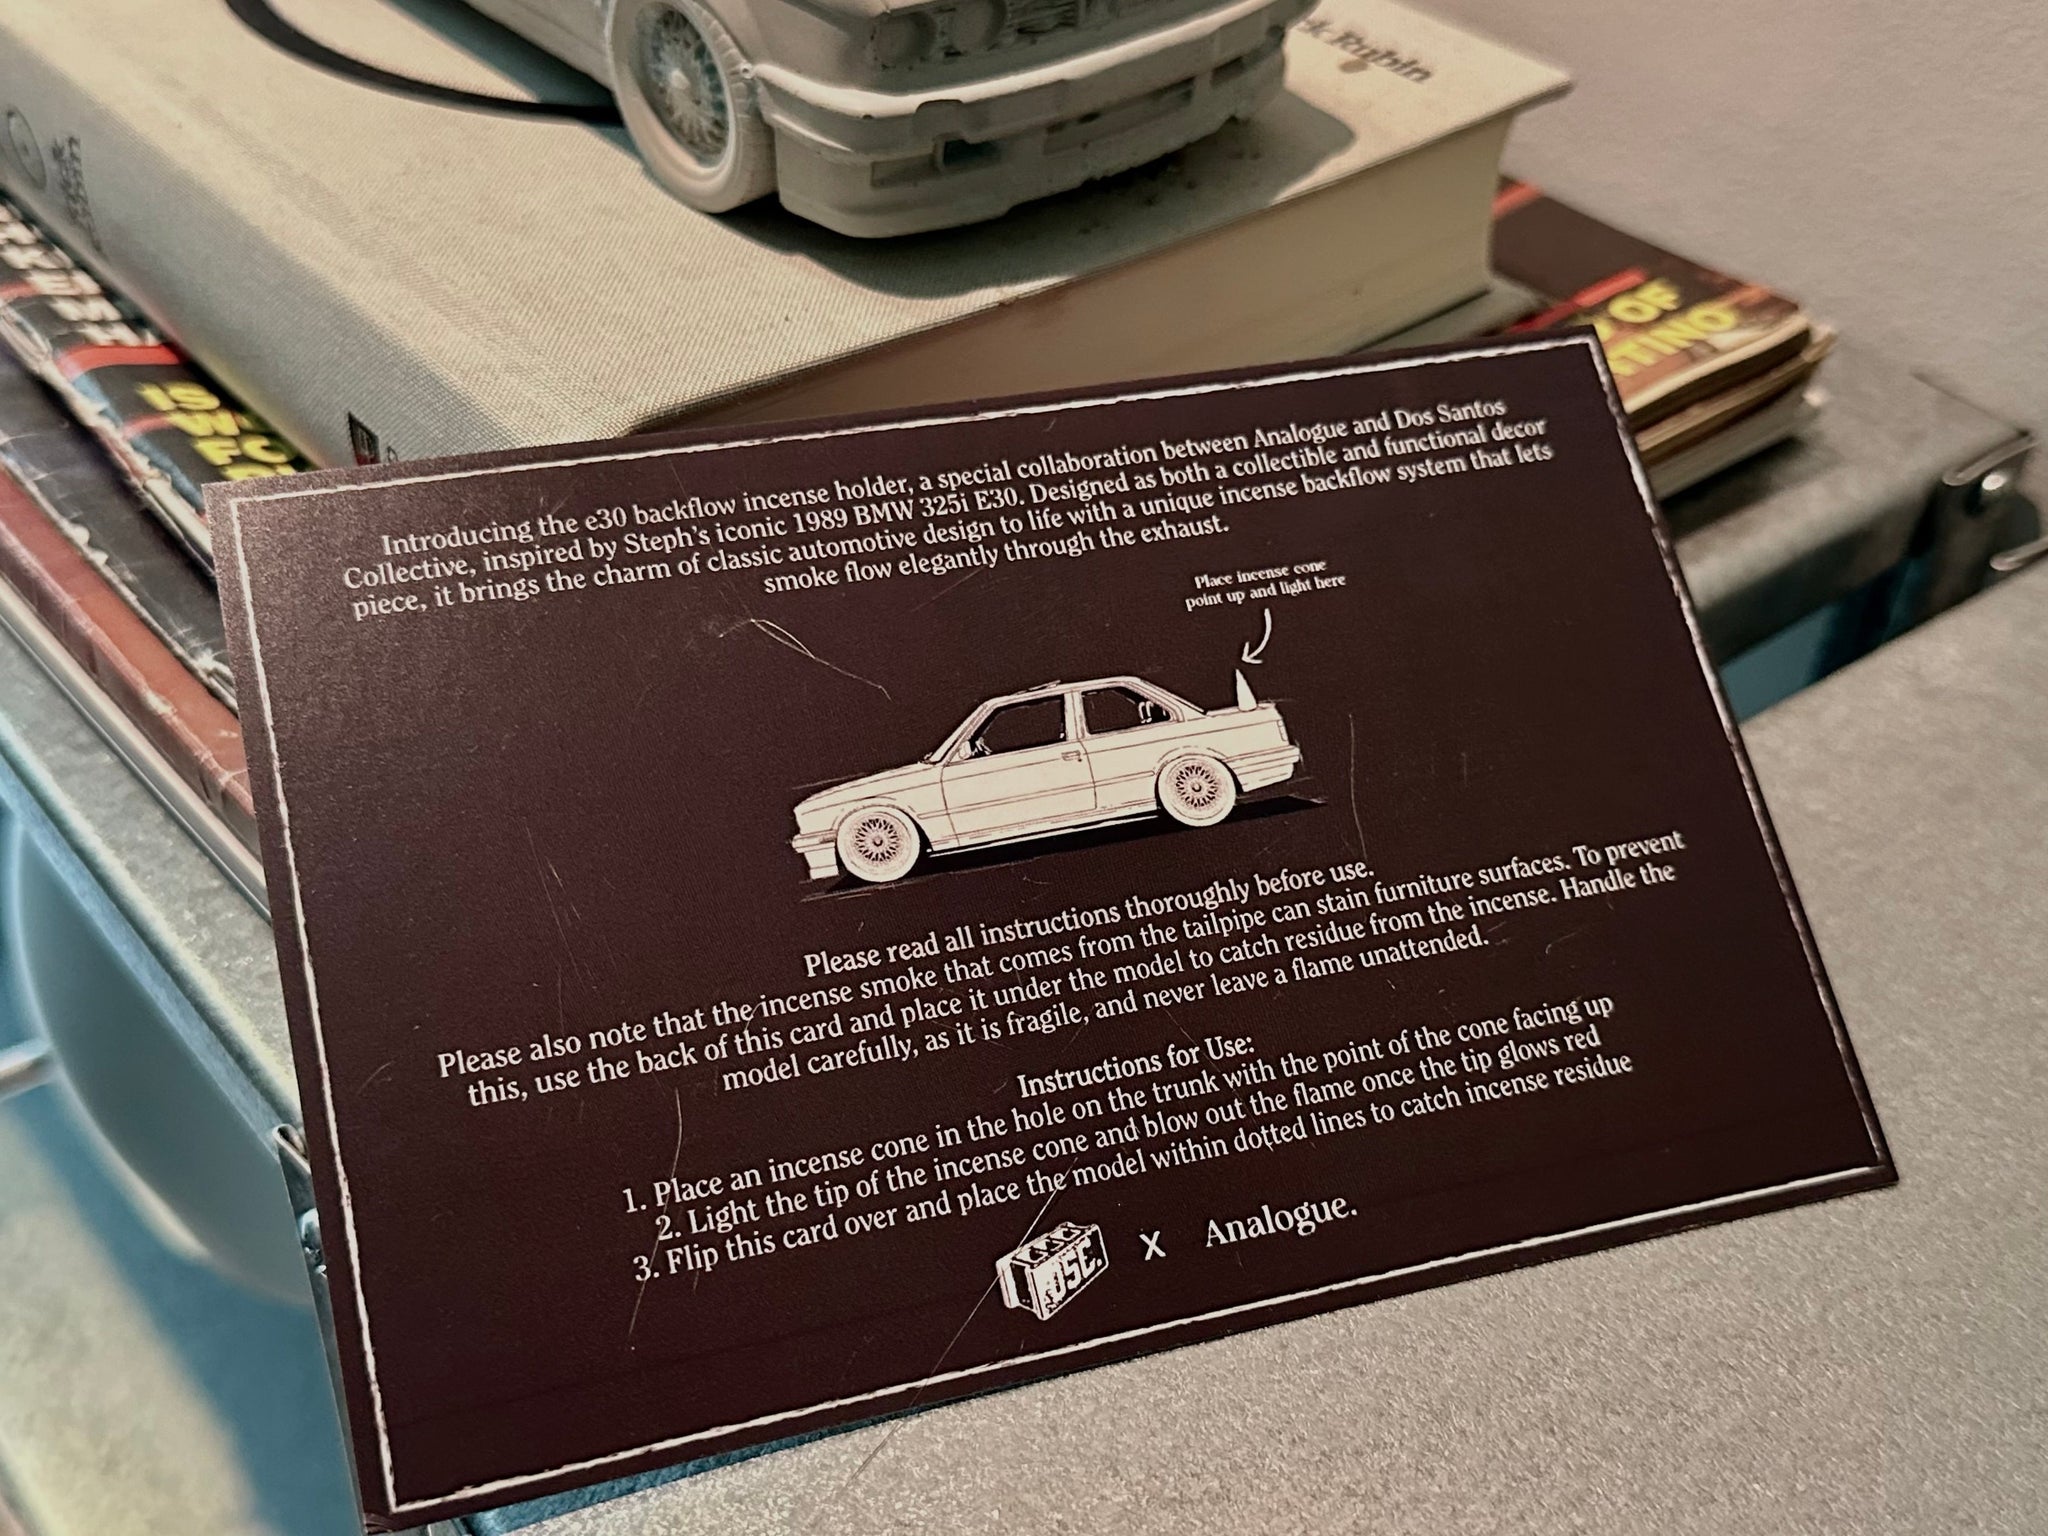 Rubin
OF
TINO
Introducing the e30 backflow incense holder, a special collaboration between Analogue and Dos Santos
Collective, inspired by Steph's iconic 1989 BMW 325i E30. Designed as both a collectible and functional decor
piece, it brings the charm of classic automotive design to life with a unique incense backflow system that lets
smoke flow elegantly through the exhaust.
Place incense cone
point up and light here
Please read all instructions thoroughly before use.
Please also note that the incense smoke that comes from the tailpipe can stain furniture surfaces. To prevent
this, use the back of this card and place it under the model to catch residue from the incense. Handle the
model carefully, as it is fragile, and never leave a flame unattended.
Instructions for Use:
1. Place an incense cone in the hole on the trunk with the point of the cone facing up
2. Light the tip of the incense cone and blow out the flame once the tip glows red
3. Flip this card over and place the model within dotted lines to catch incense residue
DSC. X Analogue.